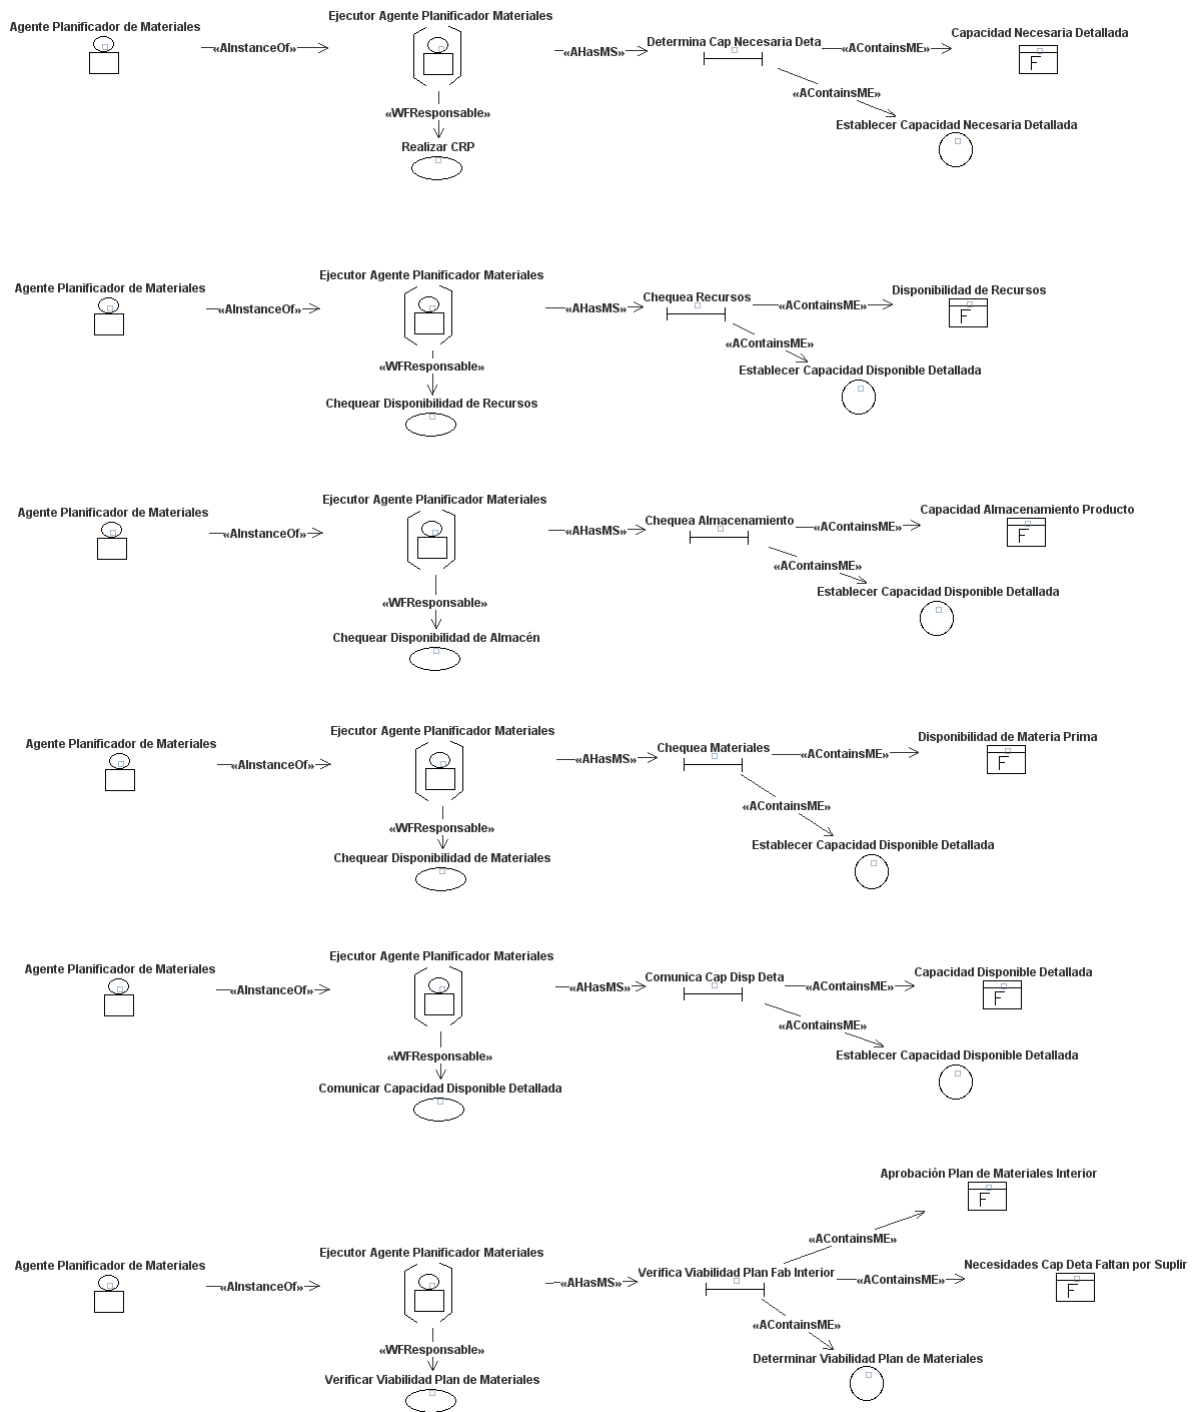 Agente Planificador de Materiales
«AInstanceOf»
Ejecutor Agente Planificador Materiales
«AHasMS»
Determina Cap Necesaria Deta
«AContainsME»
Capacidad Necesaria Detallada
F
«AContainsME»
Establecer Capacidad Necesaria Detallada
«WFResponsable»
Realizar CRP
Agente Planificador de Materiales
«AInstanceOf»
Ejecutor Agente Planificador Materiales
«AHasMS»
Chequea Recursos
«AContainsME»
Disponibilidad de Recursos
F
«AContainsME»
Establecer Capacidad Disponible Detallada
«WFResponsable»
Chequear Disponibilidad de Recursos
Agente Planificador de Materiales
«AInstanceOf»
Ejecutor Agente Planificador Materiales
«AHasMS»
Chequea Almacenamiento
«AContainsME»
Capacidad Almacenamiento Producto
F
«AContainsME»
Establecer Capacidad Disponible Detallada
«WFResponsable»
Chequear Disponibilidad de Almacén
Agente Planificador de Materiales
«AInstanceOf»
Ejecutor Agente Planificador Materiales
«AHasMS»
Chequea Materiales
«AContainsME»
Disponibilidad de Materia Prima
F
«AContainsME»
Establecer Capacidad Disponible Detallada
«WFResponsable»
Chequear Disponibilidad de Materiales
Agente Planificador de Materiales
«AInstanceOf»
Ejecutor Agente Planificador Materiales
«AHasMS»
Comunica Cap Disp Deta
«AContainsME»
Capacidad Disponible Detallada
F
«AContainsME»
Establecer Capacidad Disponible Detallada
«WFResponsable»
Comunicar Capacidad Disponible Detallada
Aprobación Plan de Materiales Interior
F
«AContainsME»
Agente Planificador de Materiales
«AInstanceOf»
Ejecutor Agente Planificador Materiales
«AHasMS»
Verifica Viabilidad Plan Fab Interior
«AContainsME»
Necesidades Cap Deta Faltan por Suplir
F
«AContainsME»
Determinar Viabilidad Plan de Materiales
«WFResponsable»
Verificar Viabilidad Plan de Materiales